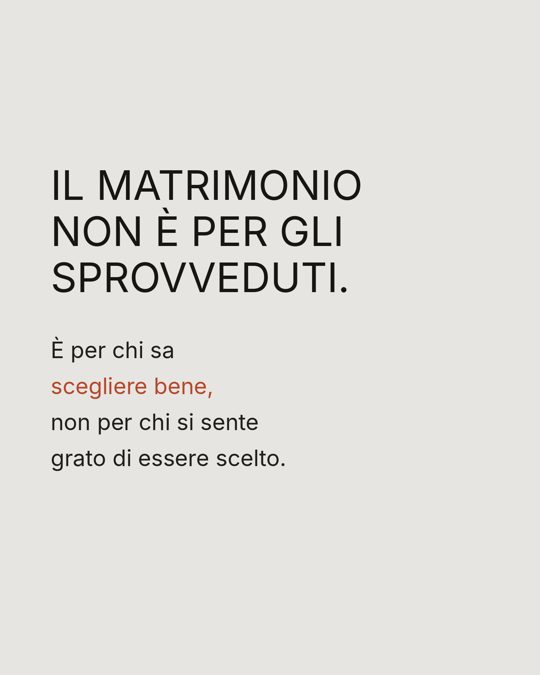 IL MATRIMONIO
NON È PER GLI
SPROVVEDUTI.
È per chi sa
scegliere bene,
non per chi si sente
grato di essere scelto.